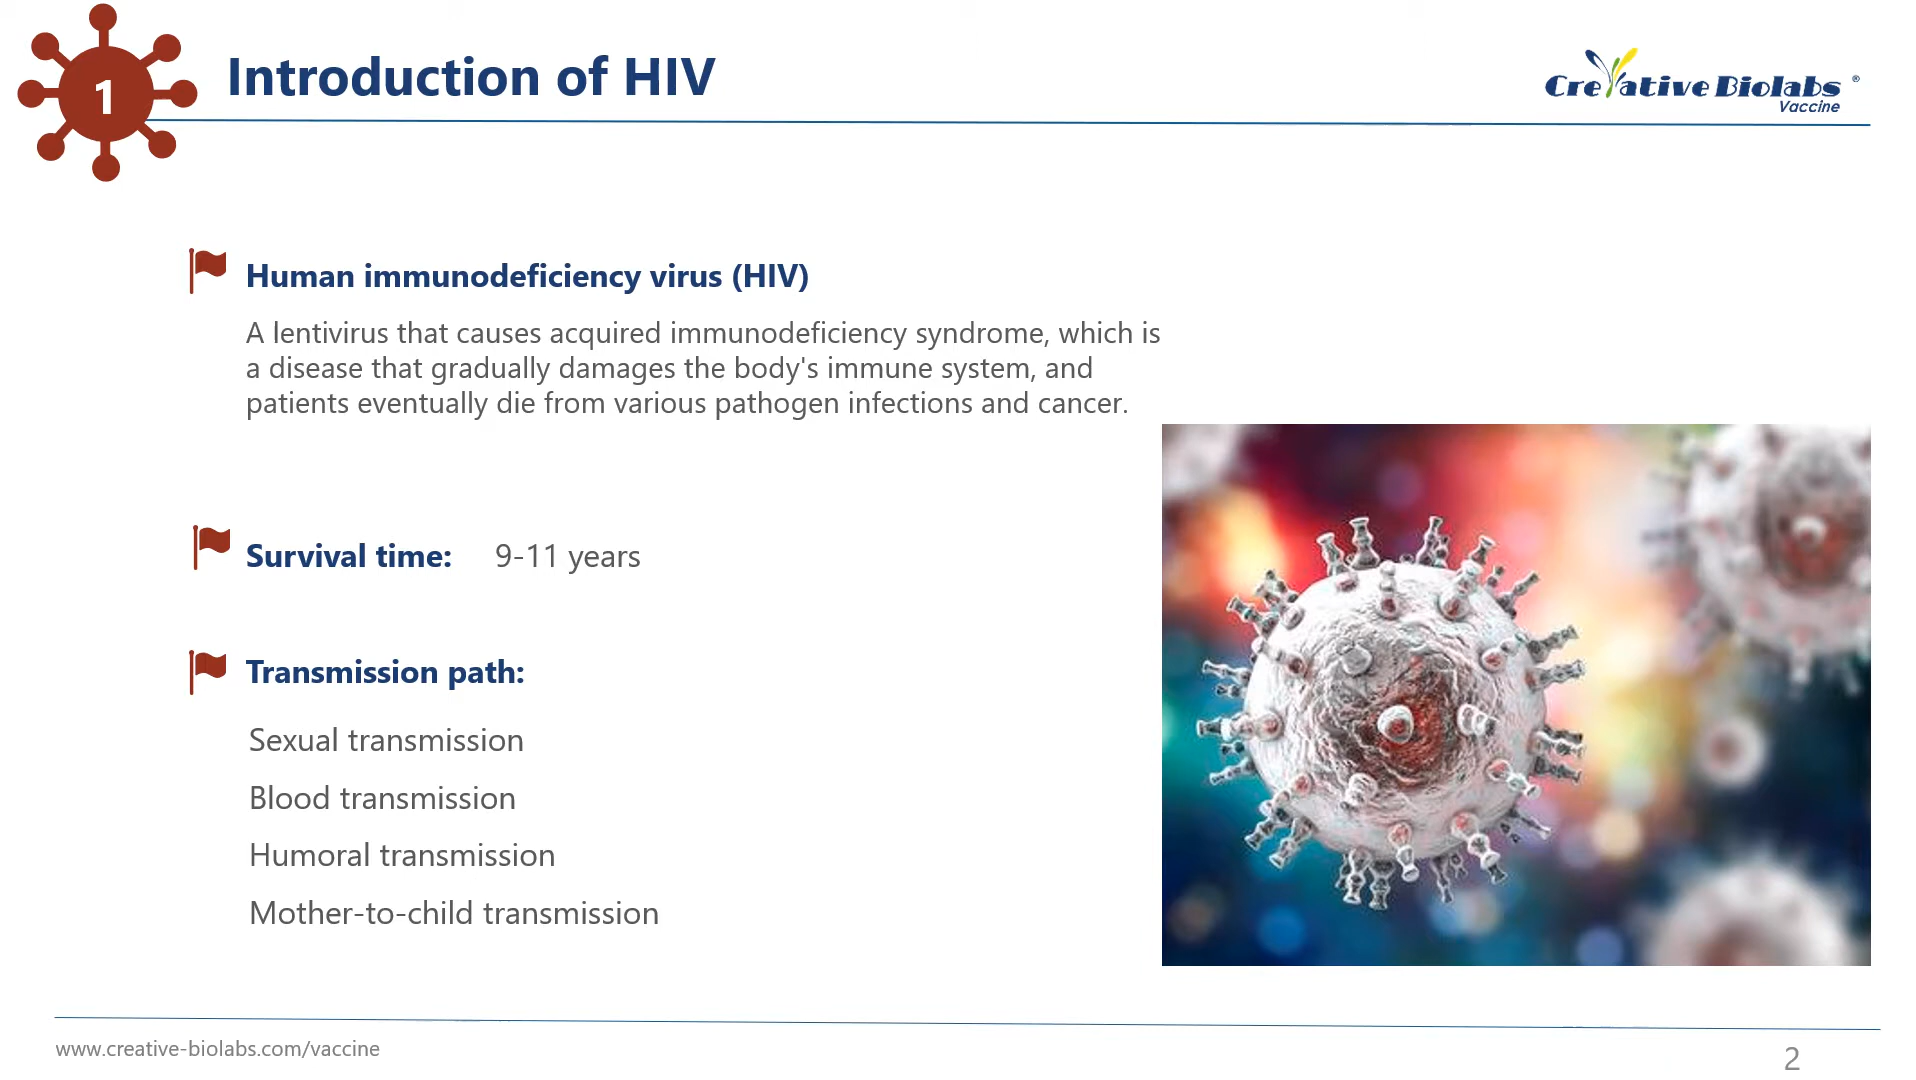 1
Introduction of HIV
Creative Biolabs ®
Vaccine
Human immunodeficiency virus (HIV)
A lentivirus that causes acquired immunodeficiency syndrome, which is
a disease that gradually damages the body's immune system, and
patients eventually die from various pathogen infections and cancer.
Survival time: 9-11 years
Transmission path:
Sexual transmission
Blood transmission
Humoral transmission
Mother-to-child transmission
www.creative-biolabs.com/vaccine
2